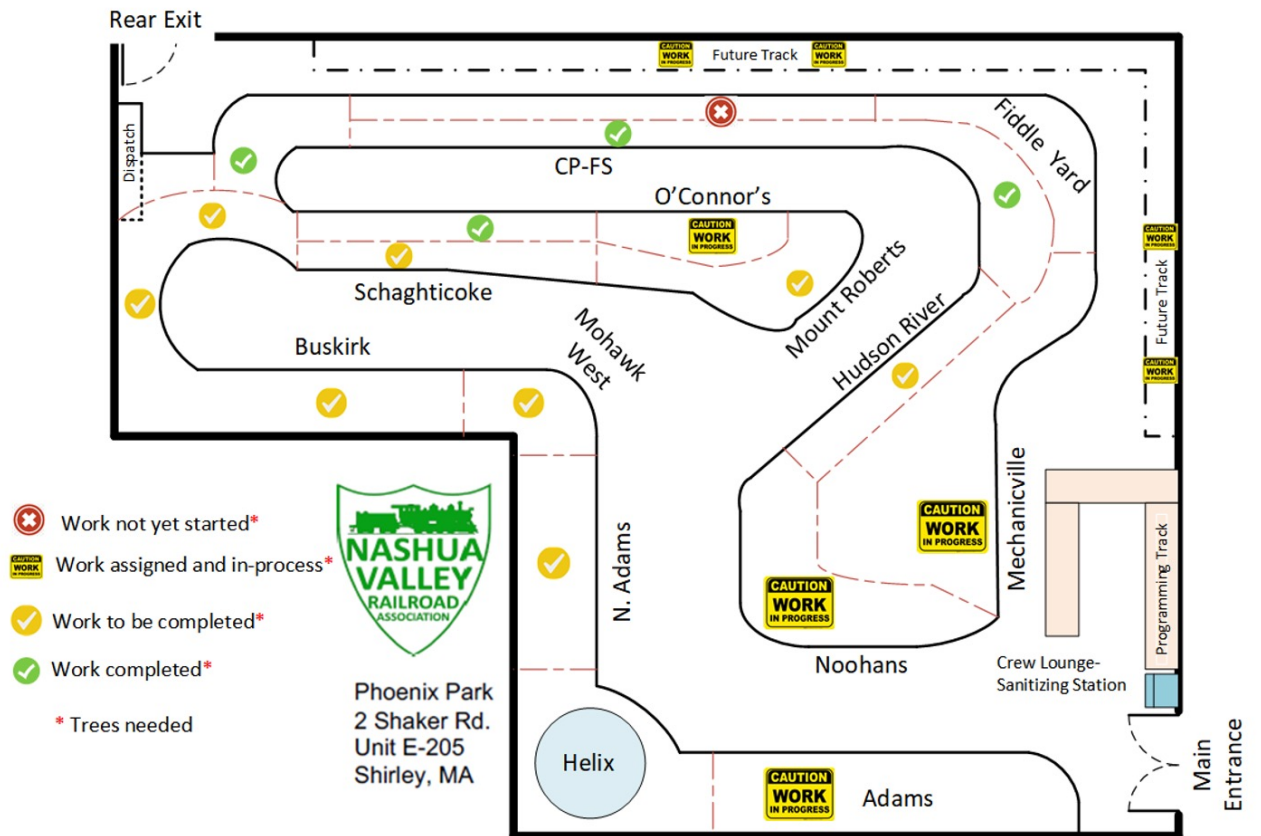 Rear Exit
CAUTION
WORK
IN PROGRESS
Future Track
CAUTION
WORK
IN PROGRESS
Fiddle Yard
Dispatch
CP-FS
O'Connor's
CAUTION
WORK
IN PROGRESS
CAUTION
WORK
IN PROGRESS
Future Track
CAUTION
WORK
IN PROGRESS
Schaghticoke
Mount Roberts
Hudson River
Mohawk
West
Buskirk
Mechanicville
CAUTION
WORK
IN PROGRESS
Programming Track
N. Adams
CAUTION
WORK
IN PROGRESS
Noohans
Crew Lounge-
Sanitizing Station
Work not yet started*
CAUTION
WORK
IN PROGRESS
Work assigned and in-process*
Work to be completed*
Work completed*
* Trees needed
NASHUA
VALLEY
RAILROAD
ASSOCIATION
Phoenix Park
2 Shaker Rd.
Unit E-205
Shirley, MA
Helix
CAUTION
WORK
IN PROGRESS
Adams
Main
Entrance